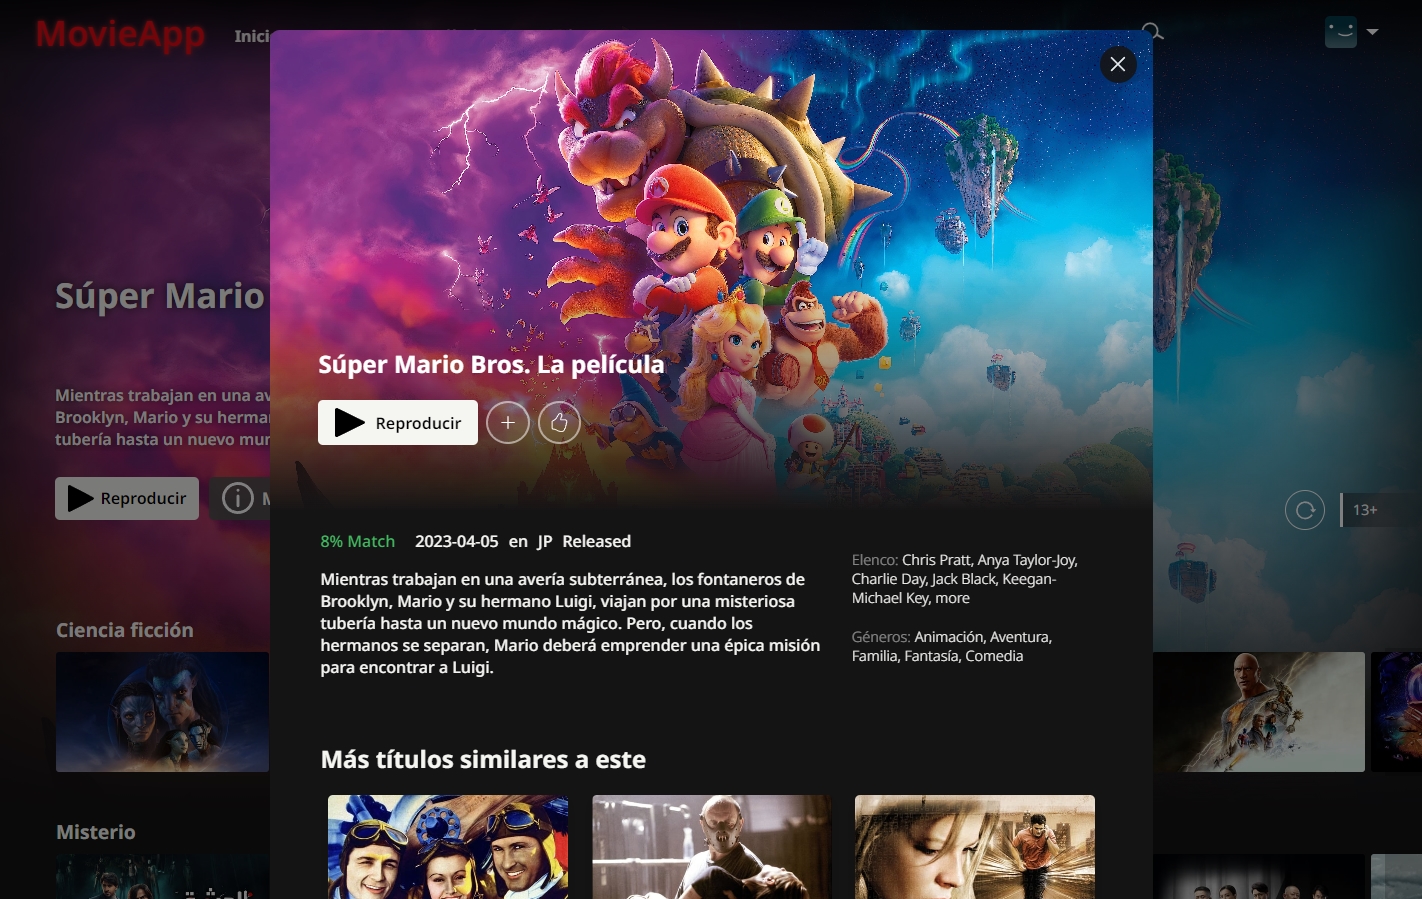 MovieApp
Inici
Súper Mario
Mientras trabajan en una av
Brooklyn, Mario y su herma
tubería hasta un nuevo mur
Reproducir
13+
Ciencia ficción
Misterio
Súper Mario Bros. La película
Reproducir
8% Match 2023-04-05 en JP Released
Mientras trabajan en una avería subterránea, los fontaneros de
Brooklyn, Mario y su hermano Luigi, viajan por una misteriosa
tubería hasta un nuevo mundo mágico. Pero, cuando los
hermanos se separan, Mario deberá emprender una épica misión
para encontrar a Luigi.
Elenco: Chris Pratt, Anya Taylor-Joy,
Charlie Day, Jack Black, Keegan-
Michael Key, more
Géneros: Animación, Aventura,
Familia, Fantasía, Comedia
Más títulos similares a este